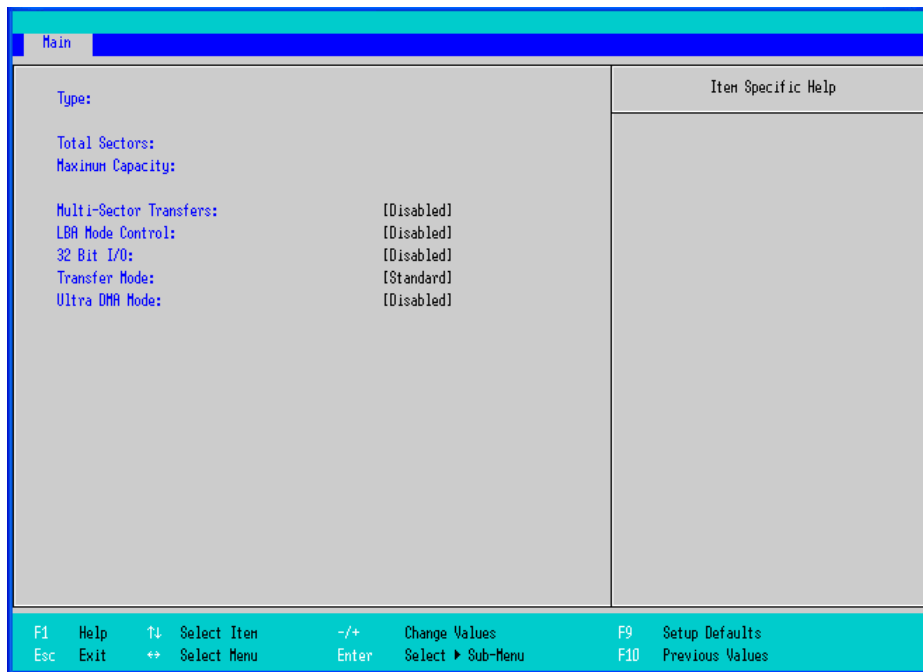 Main
Type:
Item Specific Help
Total Sectors:
Maximum Capacity:
Multi-Sector Transfers: [Disabled]
LBA Mode Control: [Disabled]
32 Bit I/O: [Disabled]
Transfer Mode: [Standard]
Ultra DMA Mode: [Disabled]
F1 Help ↑↓ Select Item -/+ Change Values F9 Setup Defaults
Esc Exit ↔ Select Menu Enter Select ▶ Sub-Menu F10 Previous Values